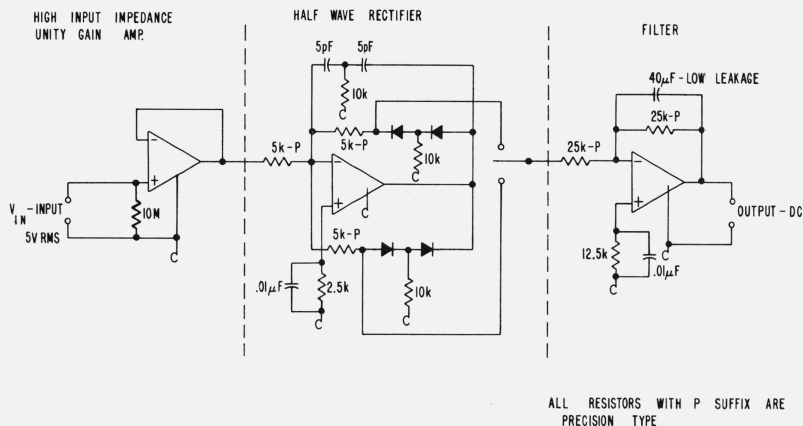 HIGH INPUT IMPEDANCE
UNITY GAIN AMP.
HALF WAVE RECTIFIER
FILTER
5pF
5pF
10k
C
5k-P
5k-P
10k
C
C
5k-P
10k
C
.01μF
2.5k
C
V IN -INPUT
5V RMS
10M
C
40μF-LOW LEAKAGE
25k-P
25k-P
C
12.5k
.01μF
C
OUTPUT-DC
ALL RESISTORS WITH P SUFFIX ARE
PRECISION TYPE